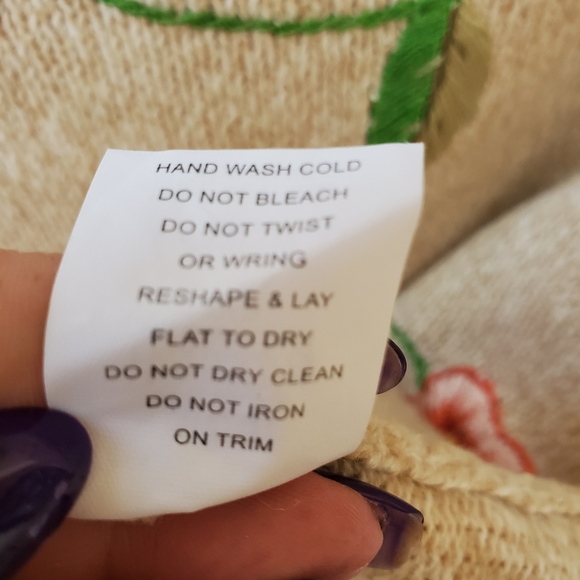 HAND WASH COLD
DO NOT BLEACH
DO NOT TWIST
OR WRING
RESHAPE & LAY
FLAT TO DRY
DO NOT DRY CLEAN
DO NOT IRON
ON TRIM